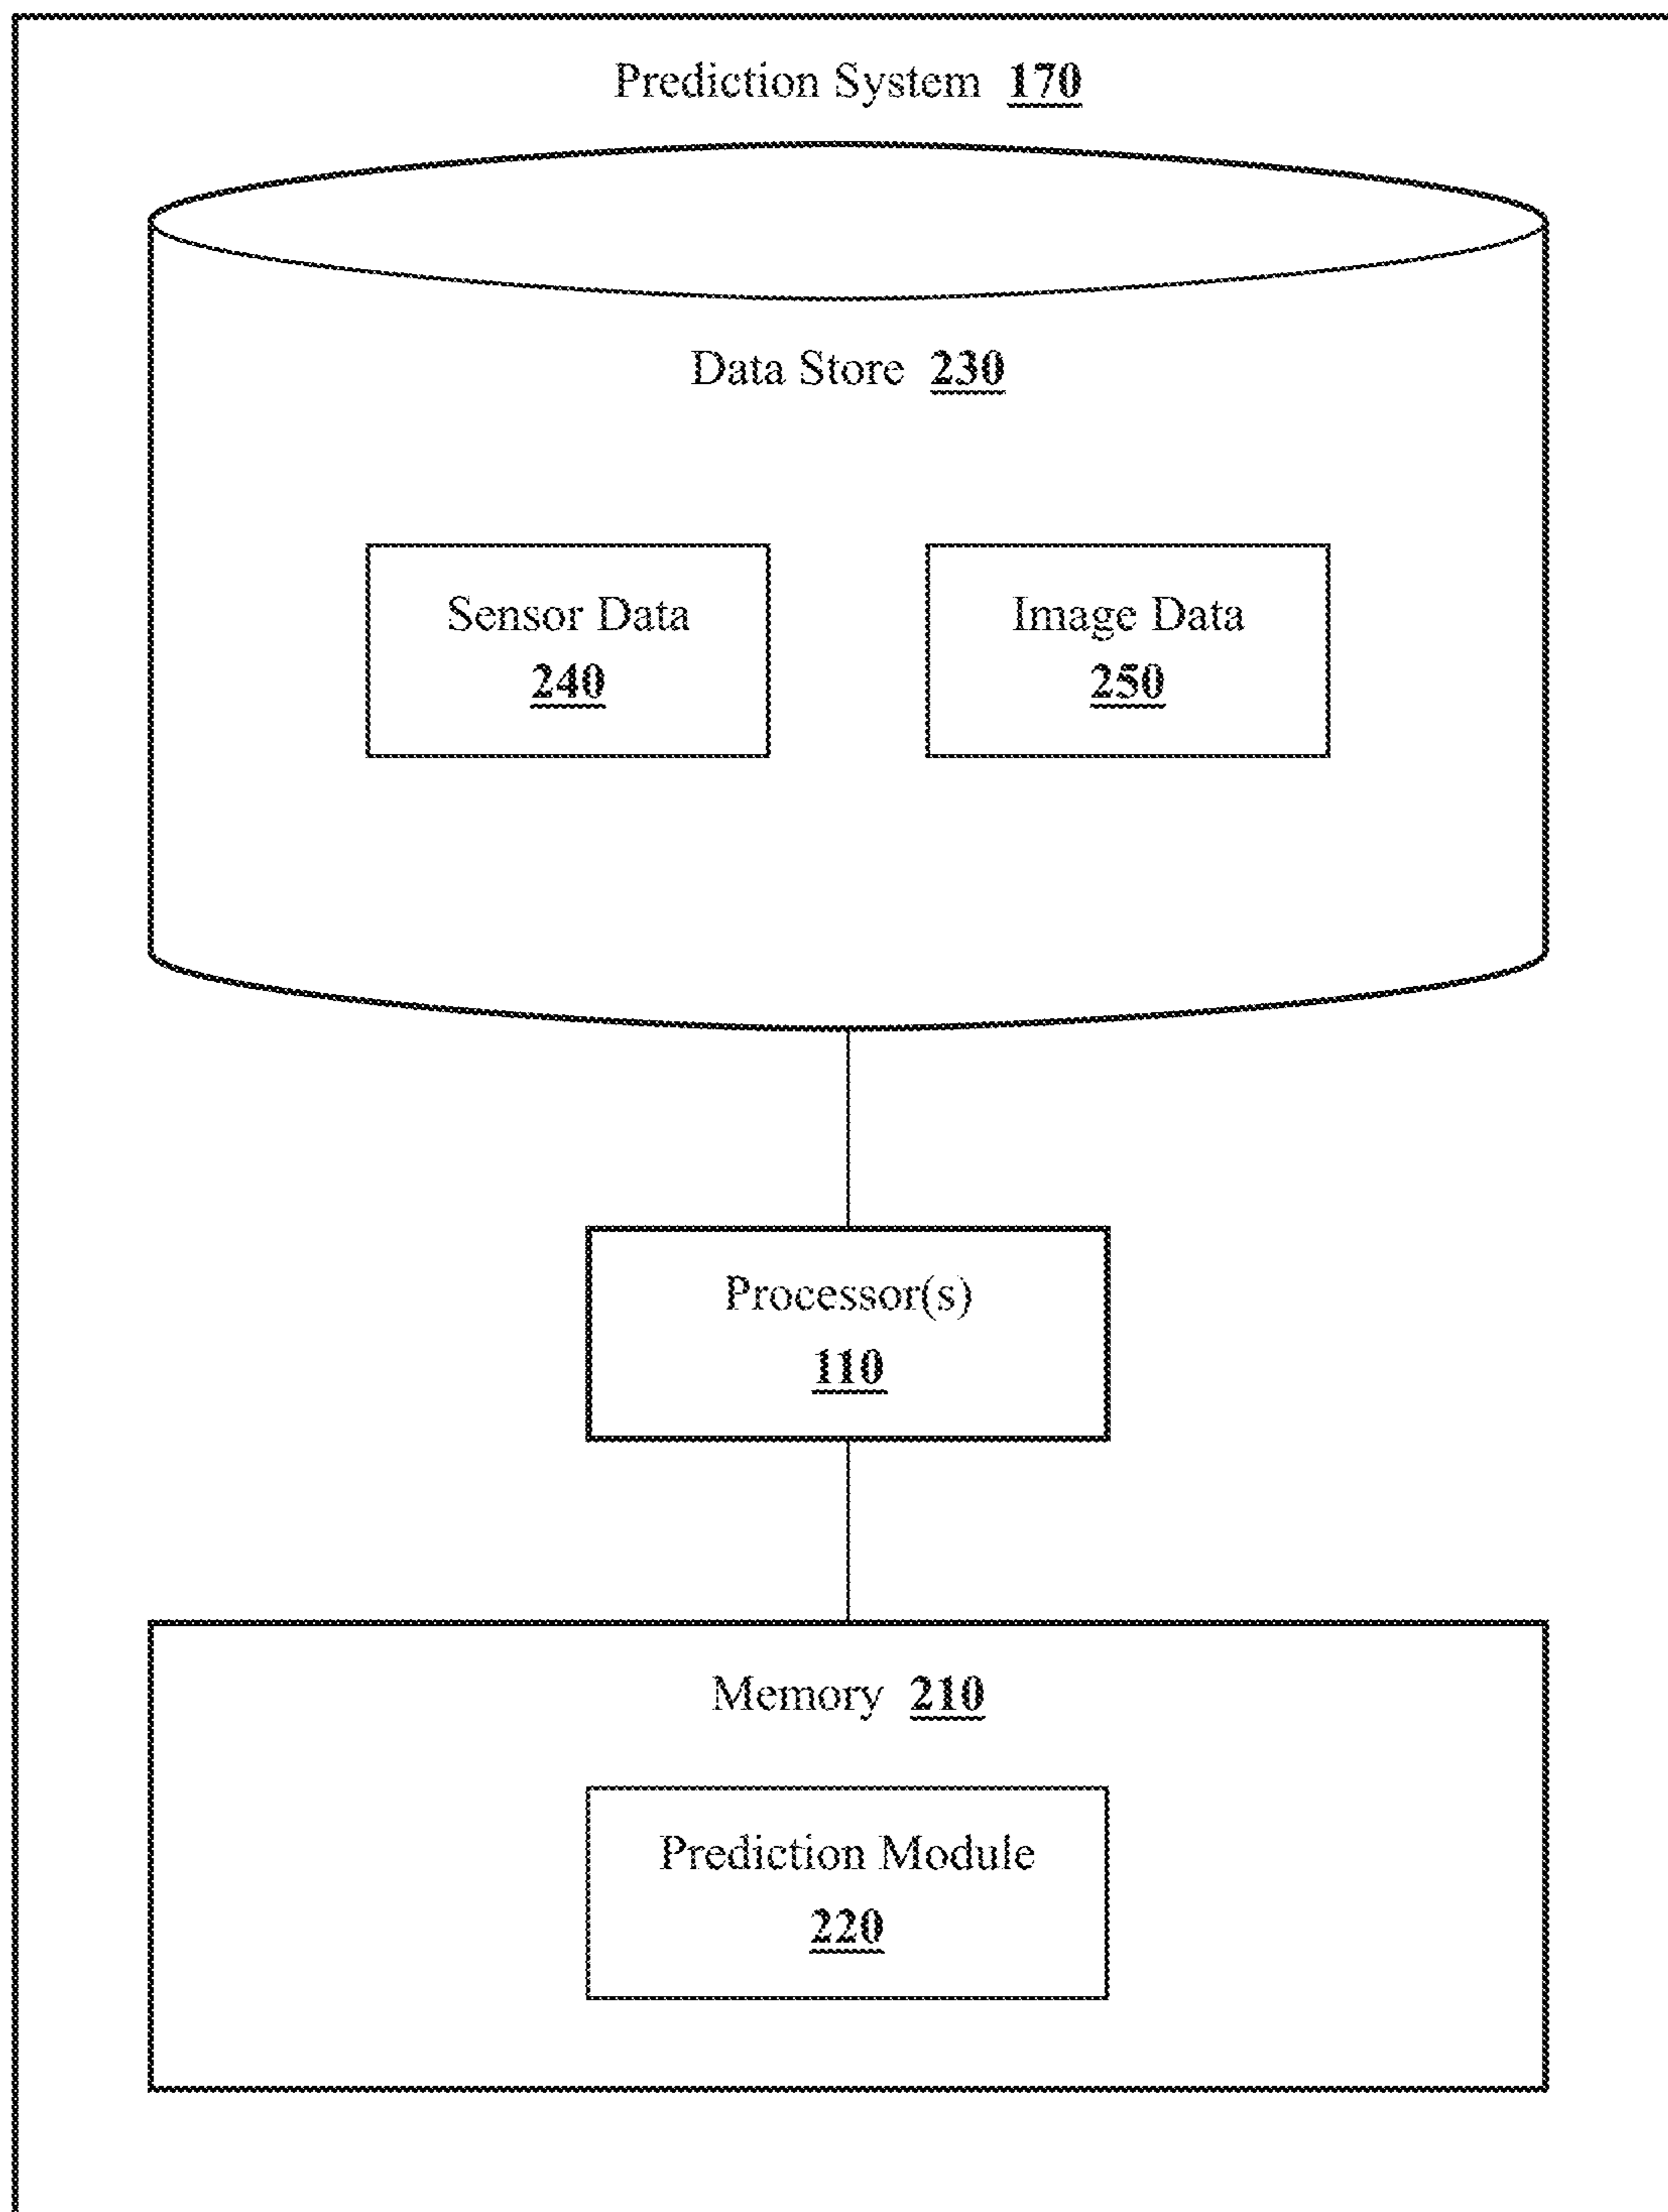 Prediction System 170
Data Store 230
Sensor Data
240
Image Data
250
Processor(s)
110
Memory 210
Prediction Module
220